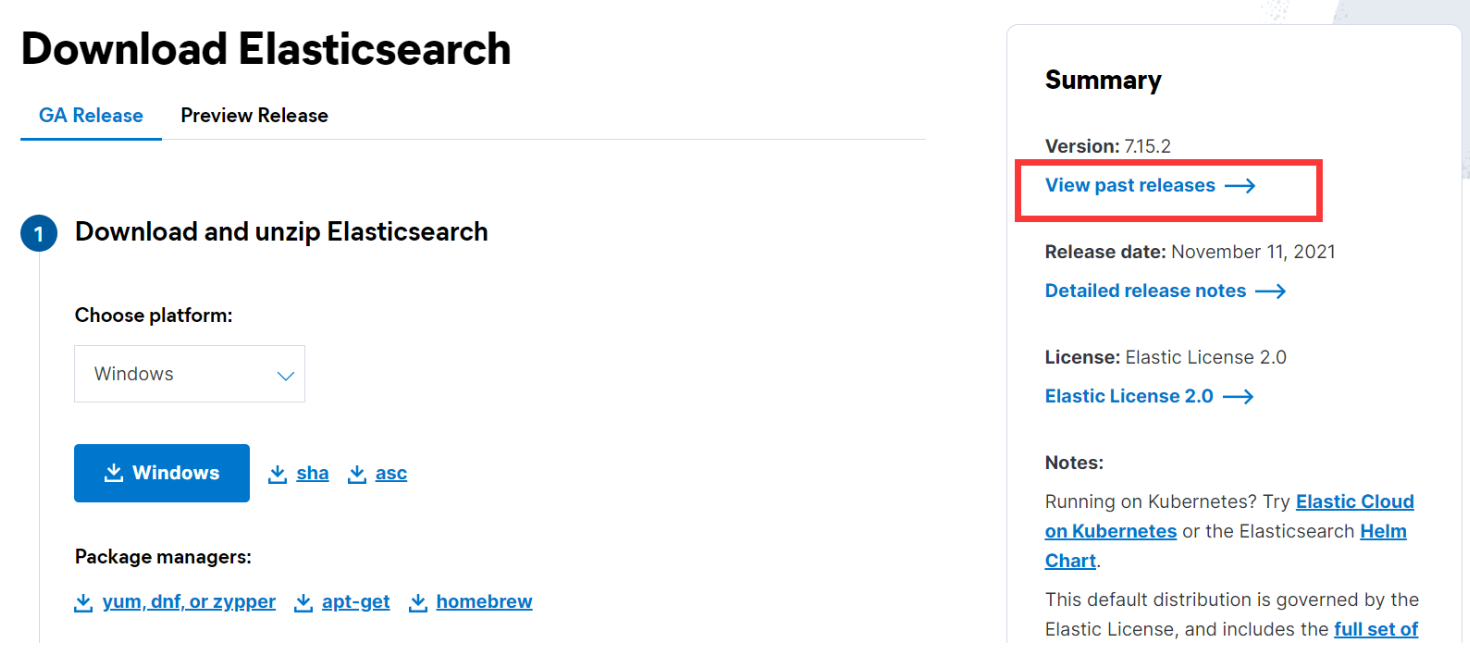 Download Elasticsearch
GA Release
Preview Release
1
Download and unzip Elasticsearch
Choose platform:
Windows
Windows
sha
asc
Package managers:
yum, dnf, or zypper
apt-get
homebrew
Summary
Version: 7.15.2
View past releases
Release date: November 11, 2021
Detailed release notes
License: Elastic License 2.0
Elastic License 2.0
Notes:
Running on Kubernetes? Try Elastic Cloud
on Kubernetes or the Elasticsearch Helm
Chart.
This default distribution is governed by the
Elastic License, and includes the full set of